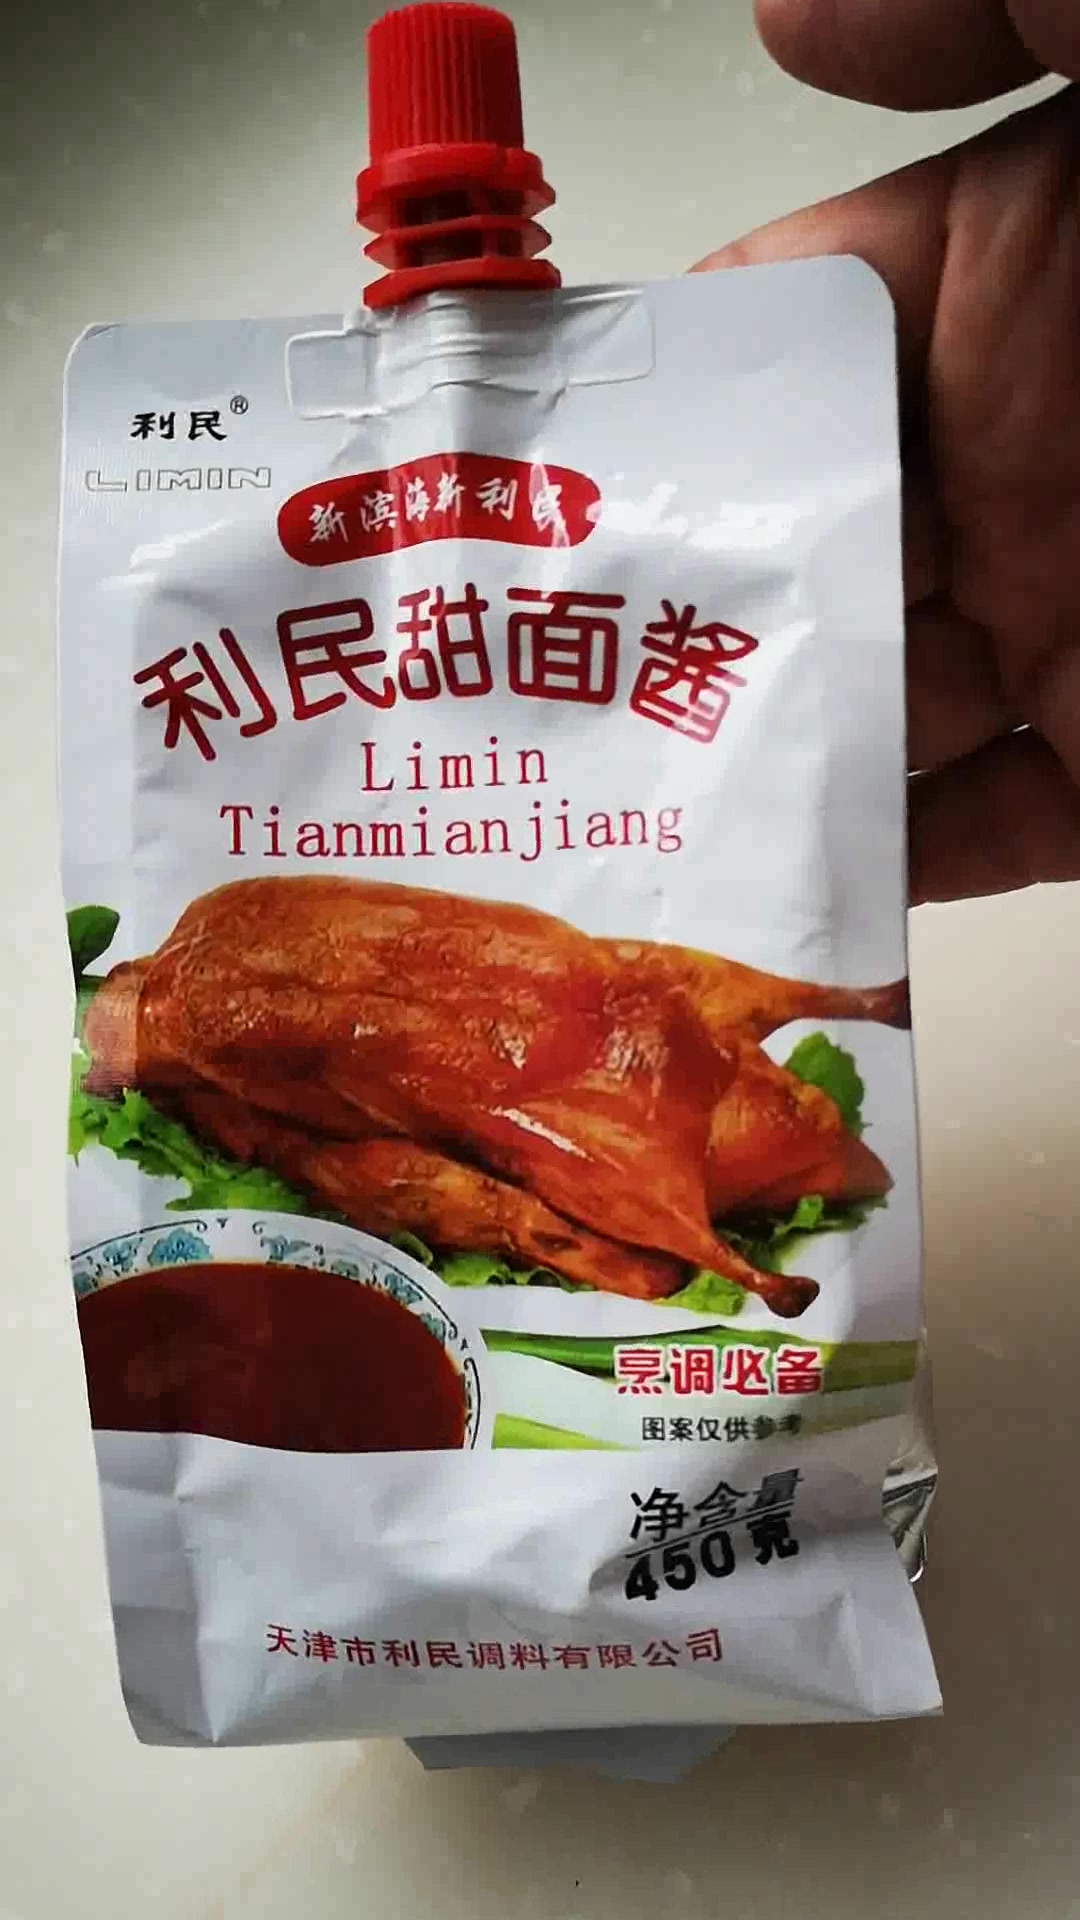 利民®
LIMIN
新滨海新利民
利民甜面酱
Limin
Tianmianjiang
烹调必备
图案仅供参考
净含量
450克
天津市利民调料有限公司